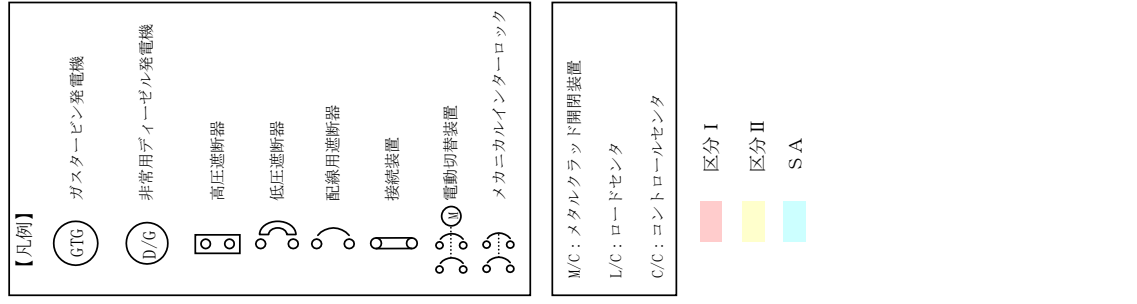 【凡例】
GTG ガスタービン発電機
D/G 非常用ディーゼル発電機
高圧遮断器
低圧遮断器
配線用遮断器
接続装置
M 電動切替装置
メカニカルインターロック
M/C：メタルクラッド開閉装置
L/C：ロードセンタ
C/C：コントロールセンタ
区分Ⅰ
区分Ⅱ
ＳＡ